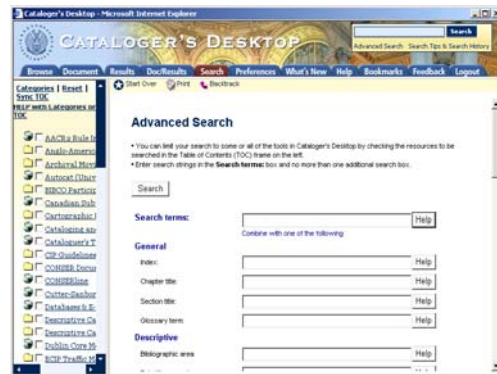 Cataloger's Desktop - Microsoft Internet Explorer
CATALOGER'S DESKTOP
Search
Advanced Search Search Tips & Search History
Browse Document Results Doc/Results Search Preferences What's New Help Bookmarks Feedback Logout
Categories | Reset |
Sync TOC
HELP with Categories or
TOC
Start Over Print Backtrack
AACR2 Rule In
Anglo-Americ
Archival Mov
Autocat (Univ
BIBCO Particip
Canadian Sub
Cartographic
Cataloging an
Cataloguer's T
CIP Guidelines
CONSER Docu
CONSERline
Cutter-Sanbor
Databases & E-
Descriptive Ca
Descriptive Ca
Dublin Core M
ECIP Traffic M
Advanced Search
• You can limit your search to some or all of the tools in Cataloger's Desktop by checking the resources to be
searched in the Table of Contents (TOC) frame on the left.
• Enter search strings in the Search terms: box and no more than one additional search box.
Search
Search terms: Help
Combine with one of the following
General
Index: Help
Chapter title: Help
Section title: Help
Glossary term: Help
Descriptive
Bibliographic area Help